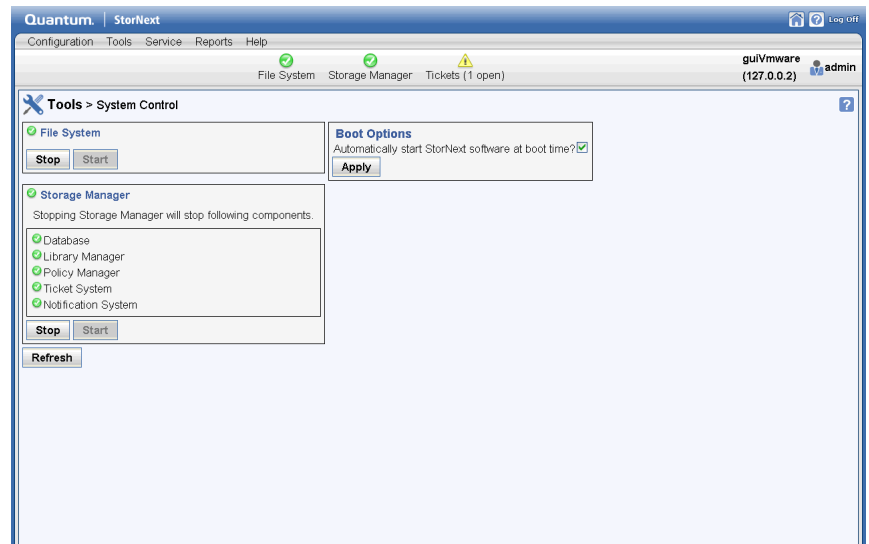 Quantum. StorNext
Log Off
Configuration Tools Service Reports Help
File System Storage Manager Tickets (1 open)
guiVmware
(127.0.0.2)
admin
Tools > System Control
?
File System
Stop Start
Boot Options
Automatically start StorNext software at boot time?
Apply
Storage Manager
Stopping Storage Manager will stop following components.
Database
Library Manager
Policy Manager
Ticket System
Notification System
Stop Start
Refresh